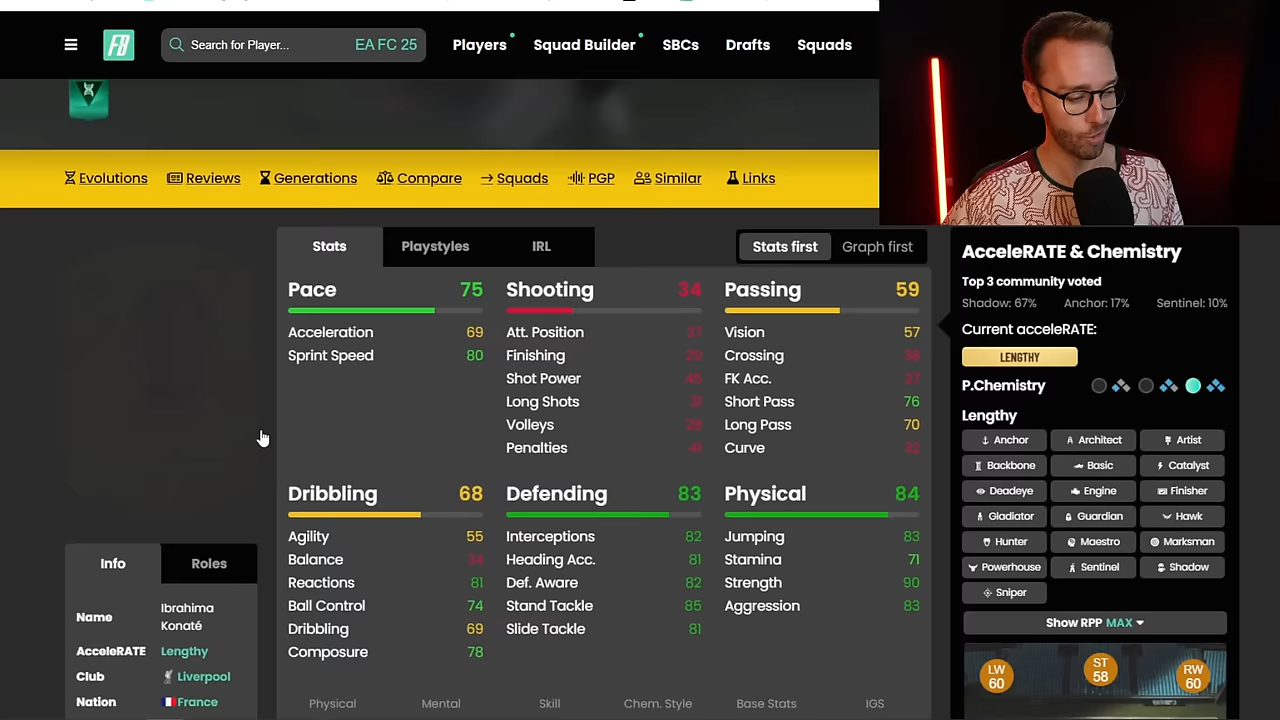 FB Search for Player... EA FC 25 Players Squad Builder SBCs Drafts Squads
Evolutions Reviews Generations Compare Squads PGP Similar Links
Stats Playstyles IRL Stats first Graph first
Pace 75
Acceleration 69
Sprint Speed 80
Shooting 34
Att. Position
Finishing
Shot Power
Long Shots
Volleys
Penalties
Passing 59
Vision 57
Crossing
FK Acc.
Short Pass 76
Long Pass 70
Curve
Dribbling 68
Agility 55
Balance
Reactions 81
Ball Control 74
Dribbling 69
Composure 78
Defending 83
Interceptions 82
Heading Acc. 81
Def. Aware 82
Stand Tackle 85
Slide Tackle 81
Physical 84
Jumping 83
Stamina 71
Strength 90
Aggression 83
Physical Mental Skill Chem. Style Base Stats IGS
Info Roles
Name Ibrahima
Konaté
AcceleRATE Lengthy
Club Liverpool
Nation France
AcceleRATE & Chemistry
Top 3 community voted
Shadow: 67% Anchor: 17% Sentinel: 10%
Current acceleRATE:
LENGTHY
P.Chemistry
Lengthy
Anchor Architect Artist
Backbone Basic Catalyst
Deadeye Engine Finisher
Gladiator Guardian Hawk
Hunter Maestro Marksman
Powerhouse Sentinel Shadow
Sniper
Show RPP MAX
LW
60
ST
58
RW
60